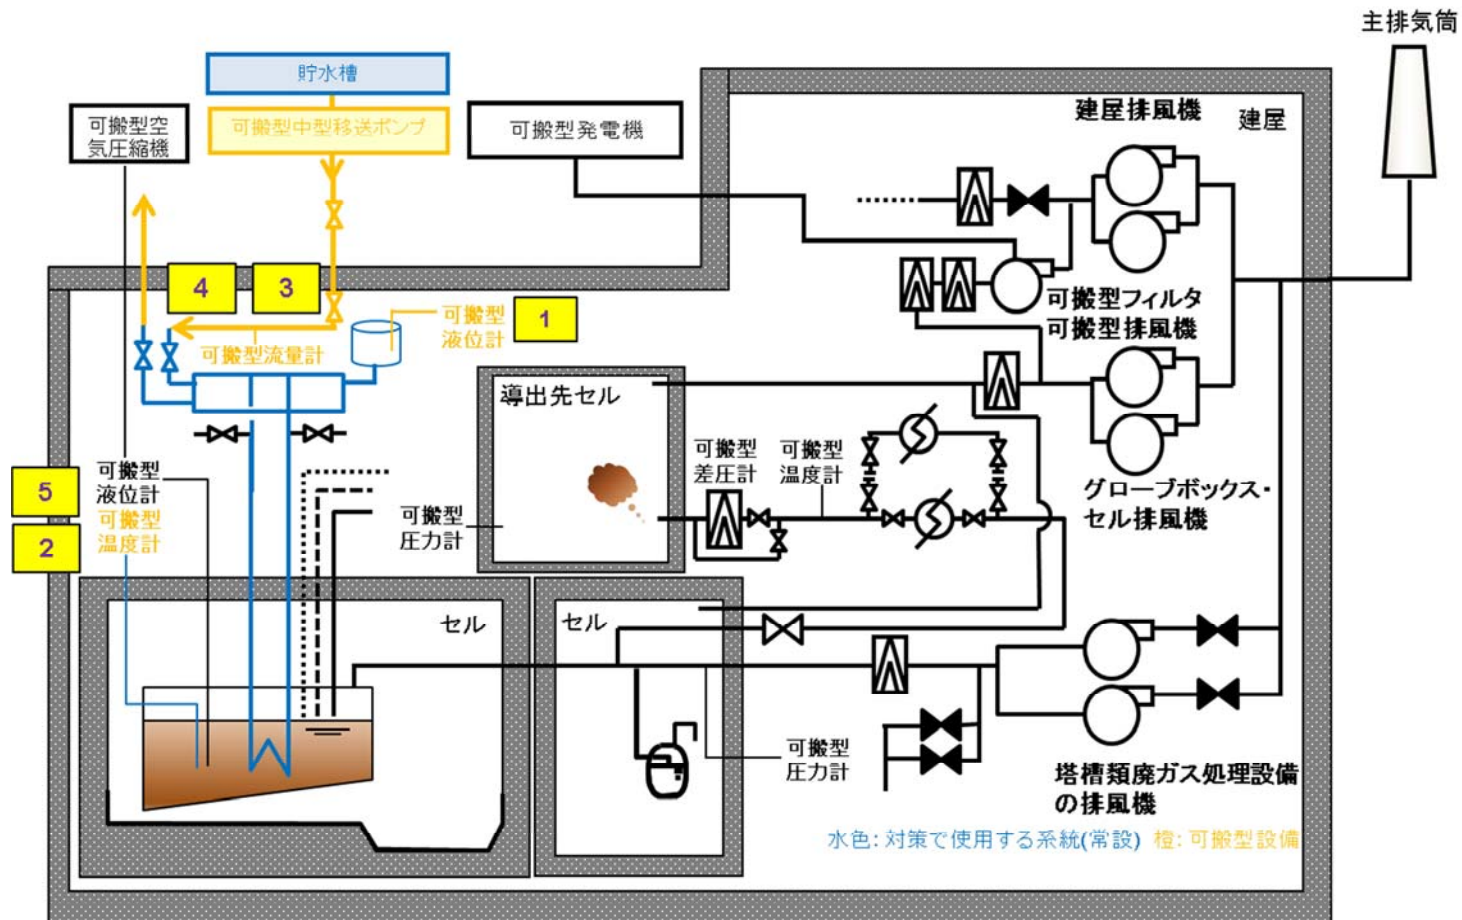 主排気筒
貯水槽
可搬型空
気圧縮機
可搬型中型移送ポンプ
可搬型発電機
建屋排風機
建屋
4
3
可搬型フィルタ
可搬型排風機
可搬型
液位計
1
可搬型流量計
導出先セル
可搬型
差圧計
可搬型
温度計
グローブボックス・
セル排風機
5
可搬型
液位計
2
可搬型
温度計
可搬型
圧力計
セル
セル
可搬型
圧力計
塔槽類廃ガス処理設備
の排風機
水色：対策で使用する系統(常設) 橙：可搬型設備